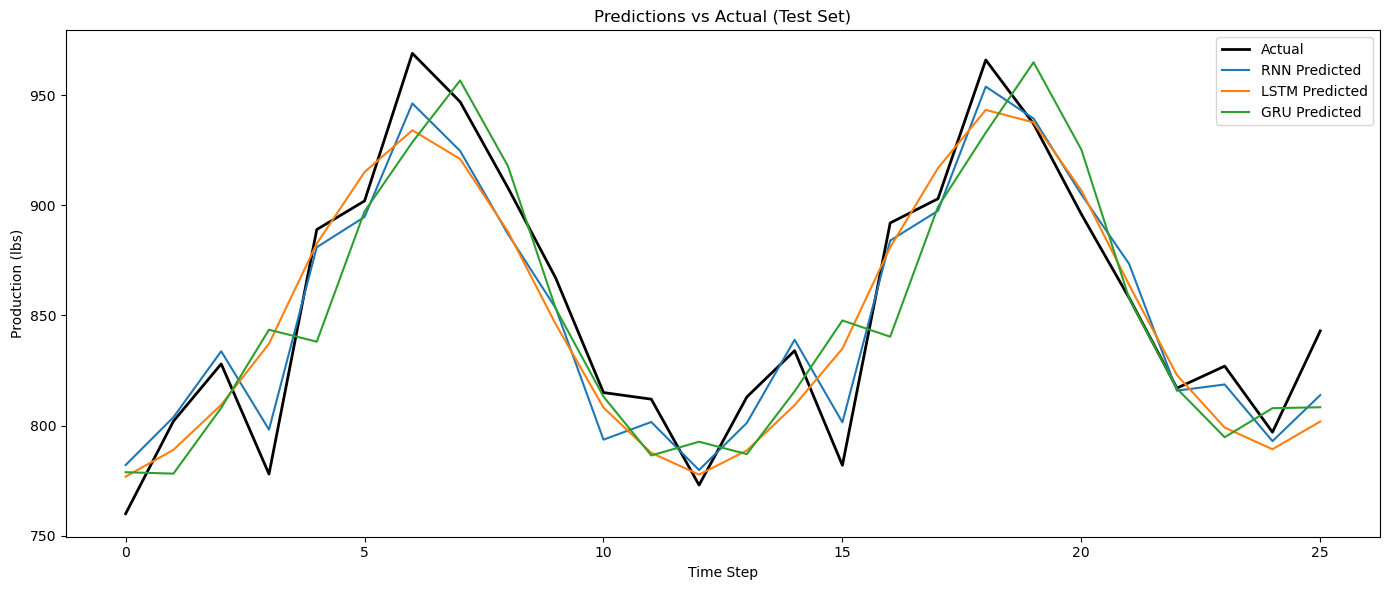 Predictions vs Actual (Test Set)
Actual
RNN Predicted
LSTM Predicted
GRU Predicted
Production (lbs)
950
900
850
800
750
0 5 10 15 20 25
Time Step